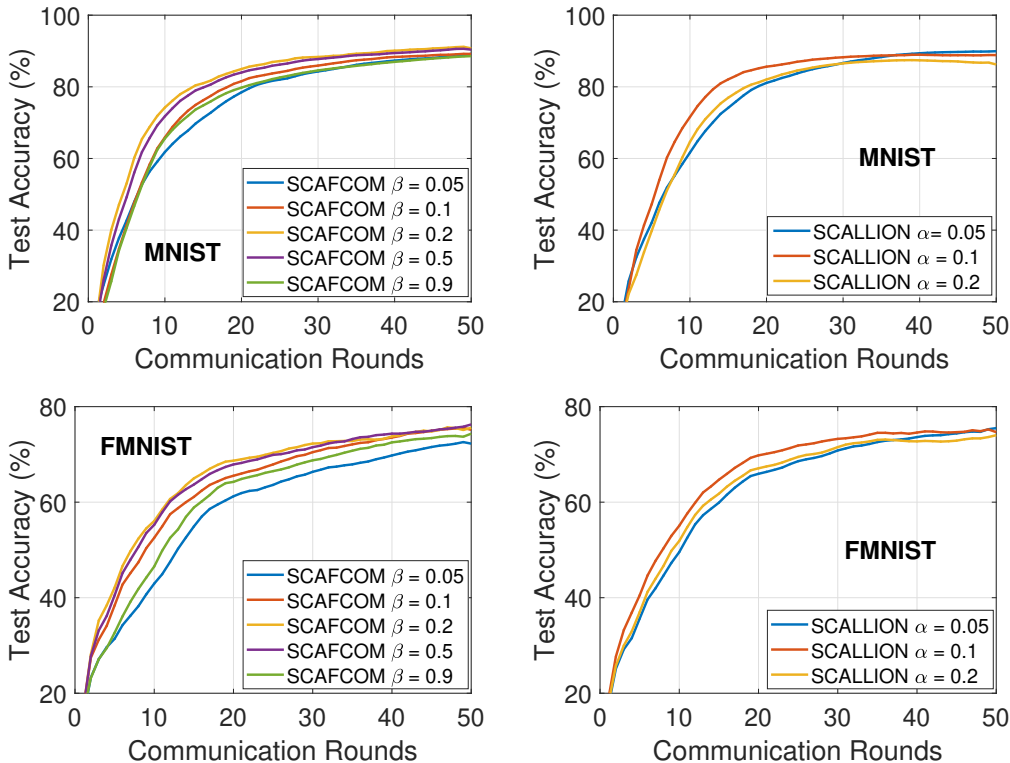 100
80
60
40
20
0
10
20
30
40
50
Test Accuracy (%)
Communication Rounds
MNIST
SCAFCOM β = 0.05
SCAFCOM β = 0.1
SCAFCOM β = 0.2
SCAFCOM β = 0.5
SCAFCOM β = 0.9
100
80
60
40
20
0
10
20
30
40
50
Test Accuracy (%)
Communication Rounds
MNIST
SCALLION α= 0.05
SCALLION α = 0.1
SCALLION α = 0.2
80
60
40
20
0
10
20
30
40
50
Test Accuracy (%)
Communication Rounds
FMNIST
SCAFCOM β = 0.05
SCAFCOM β = 0.1
SCAFCOM β = 0.2
SCAFCOM β = 0.5
SCAFCOM β = 0.9
80
60
40
20
0
10
20
30
40
50
Test Accuracy (%)
Communication Rounds
FMNIST
SCALLION α = 0.05
SCALLION α = 0.1
SCALLION α = 0.2